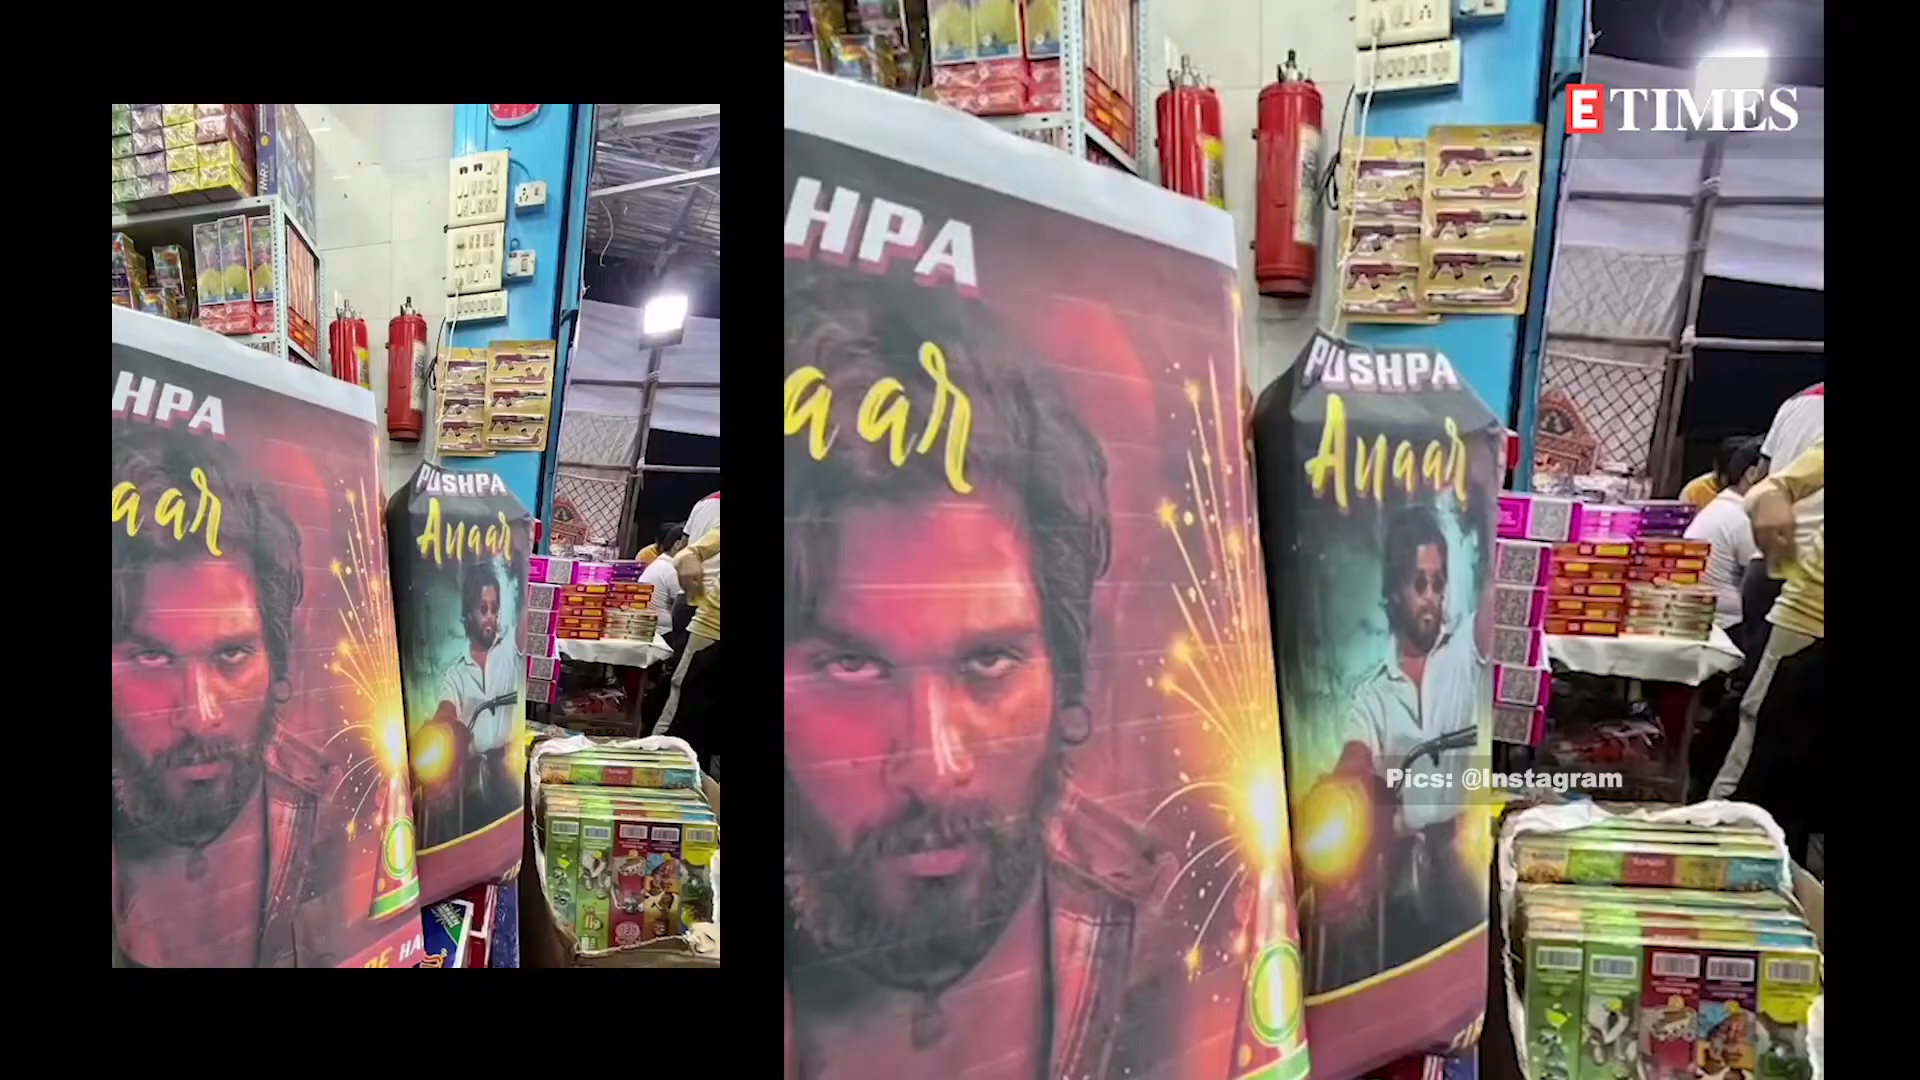 HPA
aar
PUSHPA
Anaar
HPA
aar
PUSHPA
Anaar
ETIMES
Pics: @Instagram